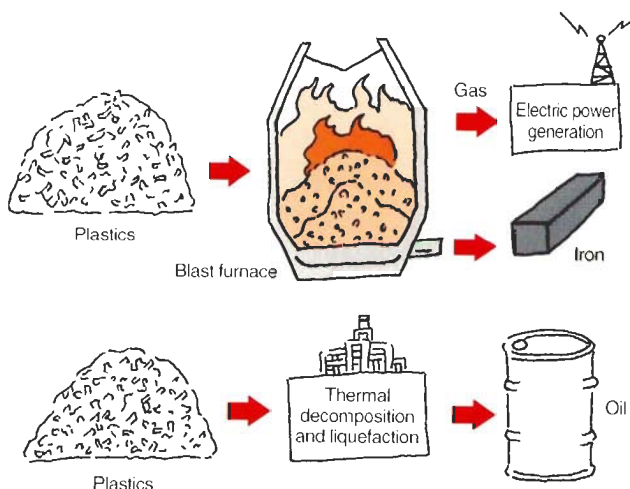 Plastics
Blast furnace
Gas
Electric power
generation
Iron
Plastics
Thermal
decomposition
and liquefaction
Oil